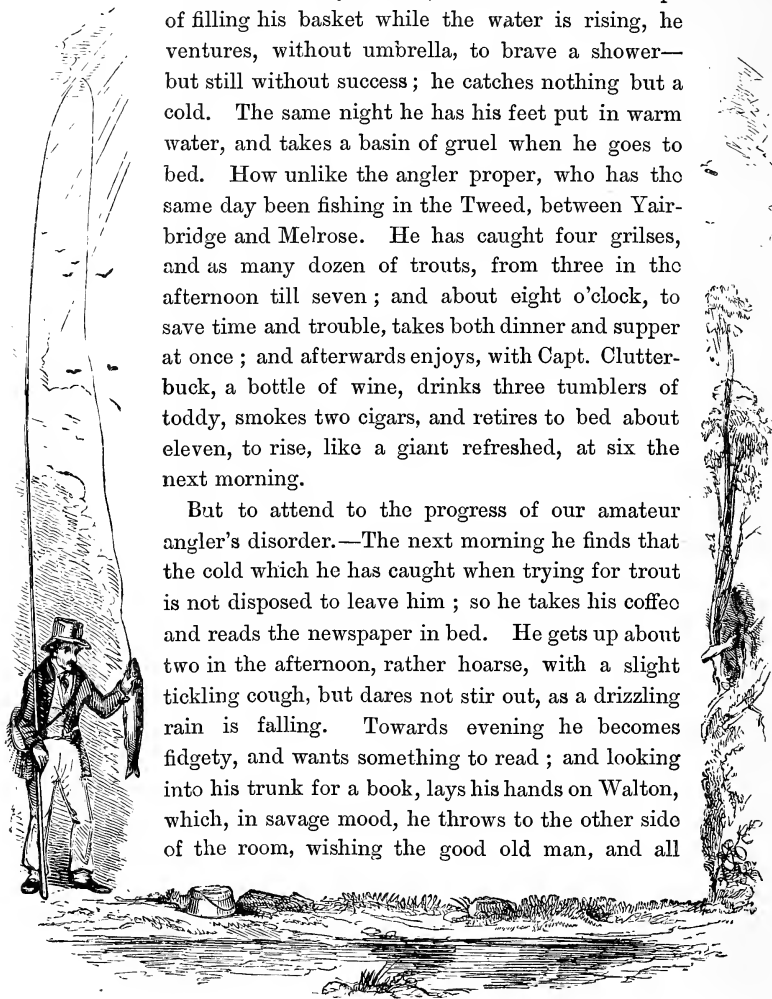 of filling his basket while the water is rising, he
ventures, without umbrella, to brave a shower—
but still without success; he catches nothing but a
cold. The same night he has his feet put in warm
water, and takes a basin of gruel when he goes to
bed. How unlike the angler proper, who has the
same day been fishing in the Tweed, between Yair-
bridge and Melrose. He has caught four grilses,
and as many dozen of trouts, from three in the
afternoon till seven; and about eight o'clock, to
save time and trouble, takes both dinner and supper
at once; and afterwards enjoys, with Capt. Clutter-
buck, a bottle of wine, drinks three tumblers of
toddy, smokes two cigars, and retires to bed about
eleven, to rise, like a giant refreshed, at six the
next morning.
But to attend to the progress of our amateur
angler's disorder.—The next morning he finds that
the cold which he has caught when trying for trout
is not disposed to leave him; so he takes his coffee
and reads the newspaper in bed. He gets up about
two in the afternoon, rather hoarse, with a slight
tickling cough, but dares not stir out, as a drizzling
rain is falling. Towards evening he becomes
fidgety, and wants something to read; and looking
into his trunk for a book, lays his hands on Walton,
which, in savage mood, he throws to the other side
of the room, wishing the good old man, and all